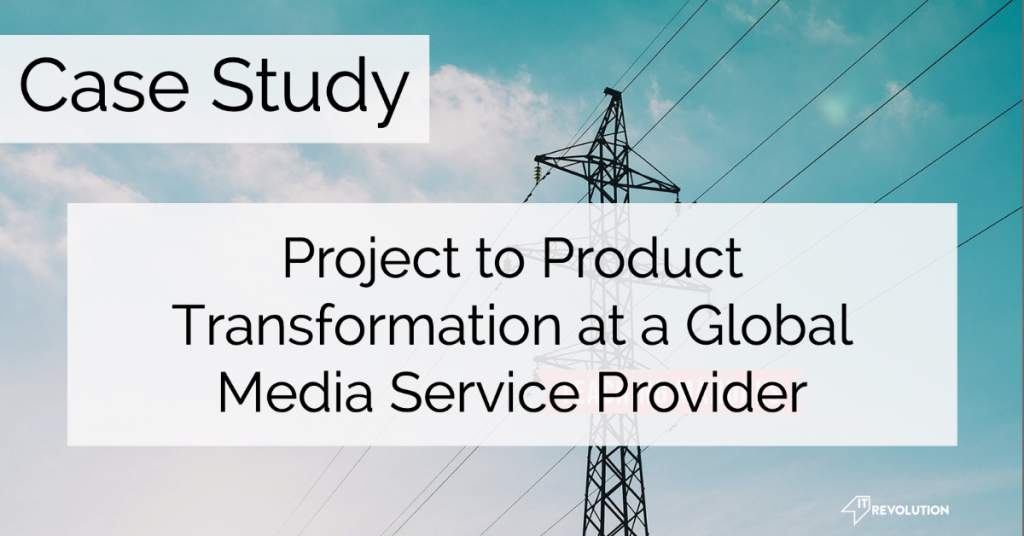 Case Study
Project to Product
Transformation at a Global
Media Service Provider
IT
REVOLUTION